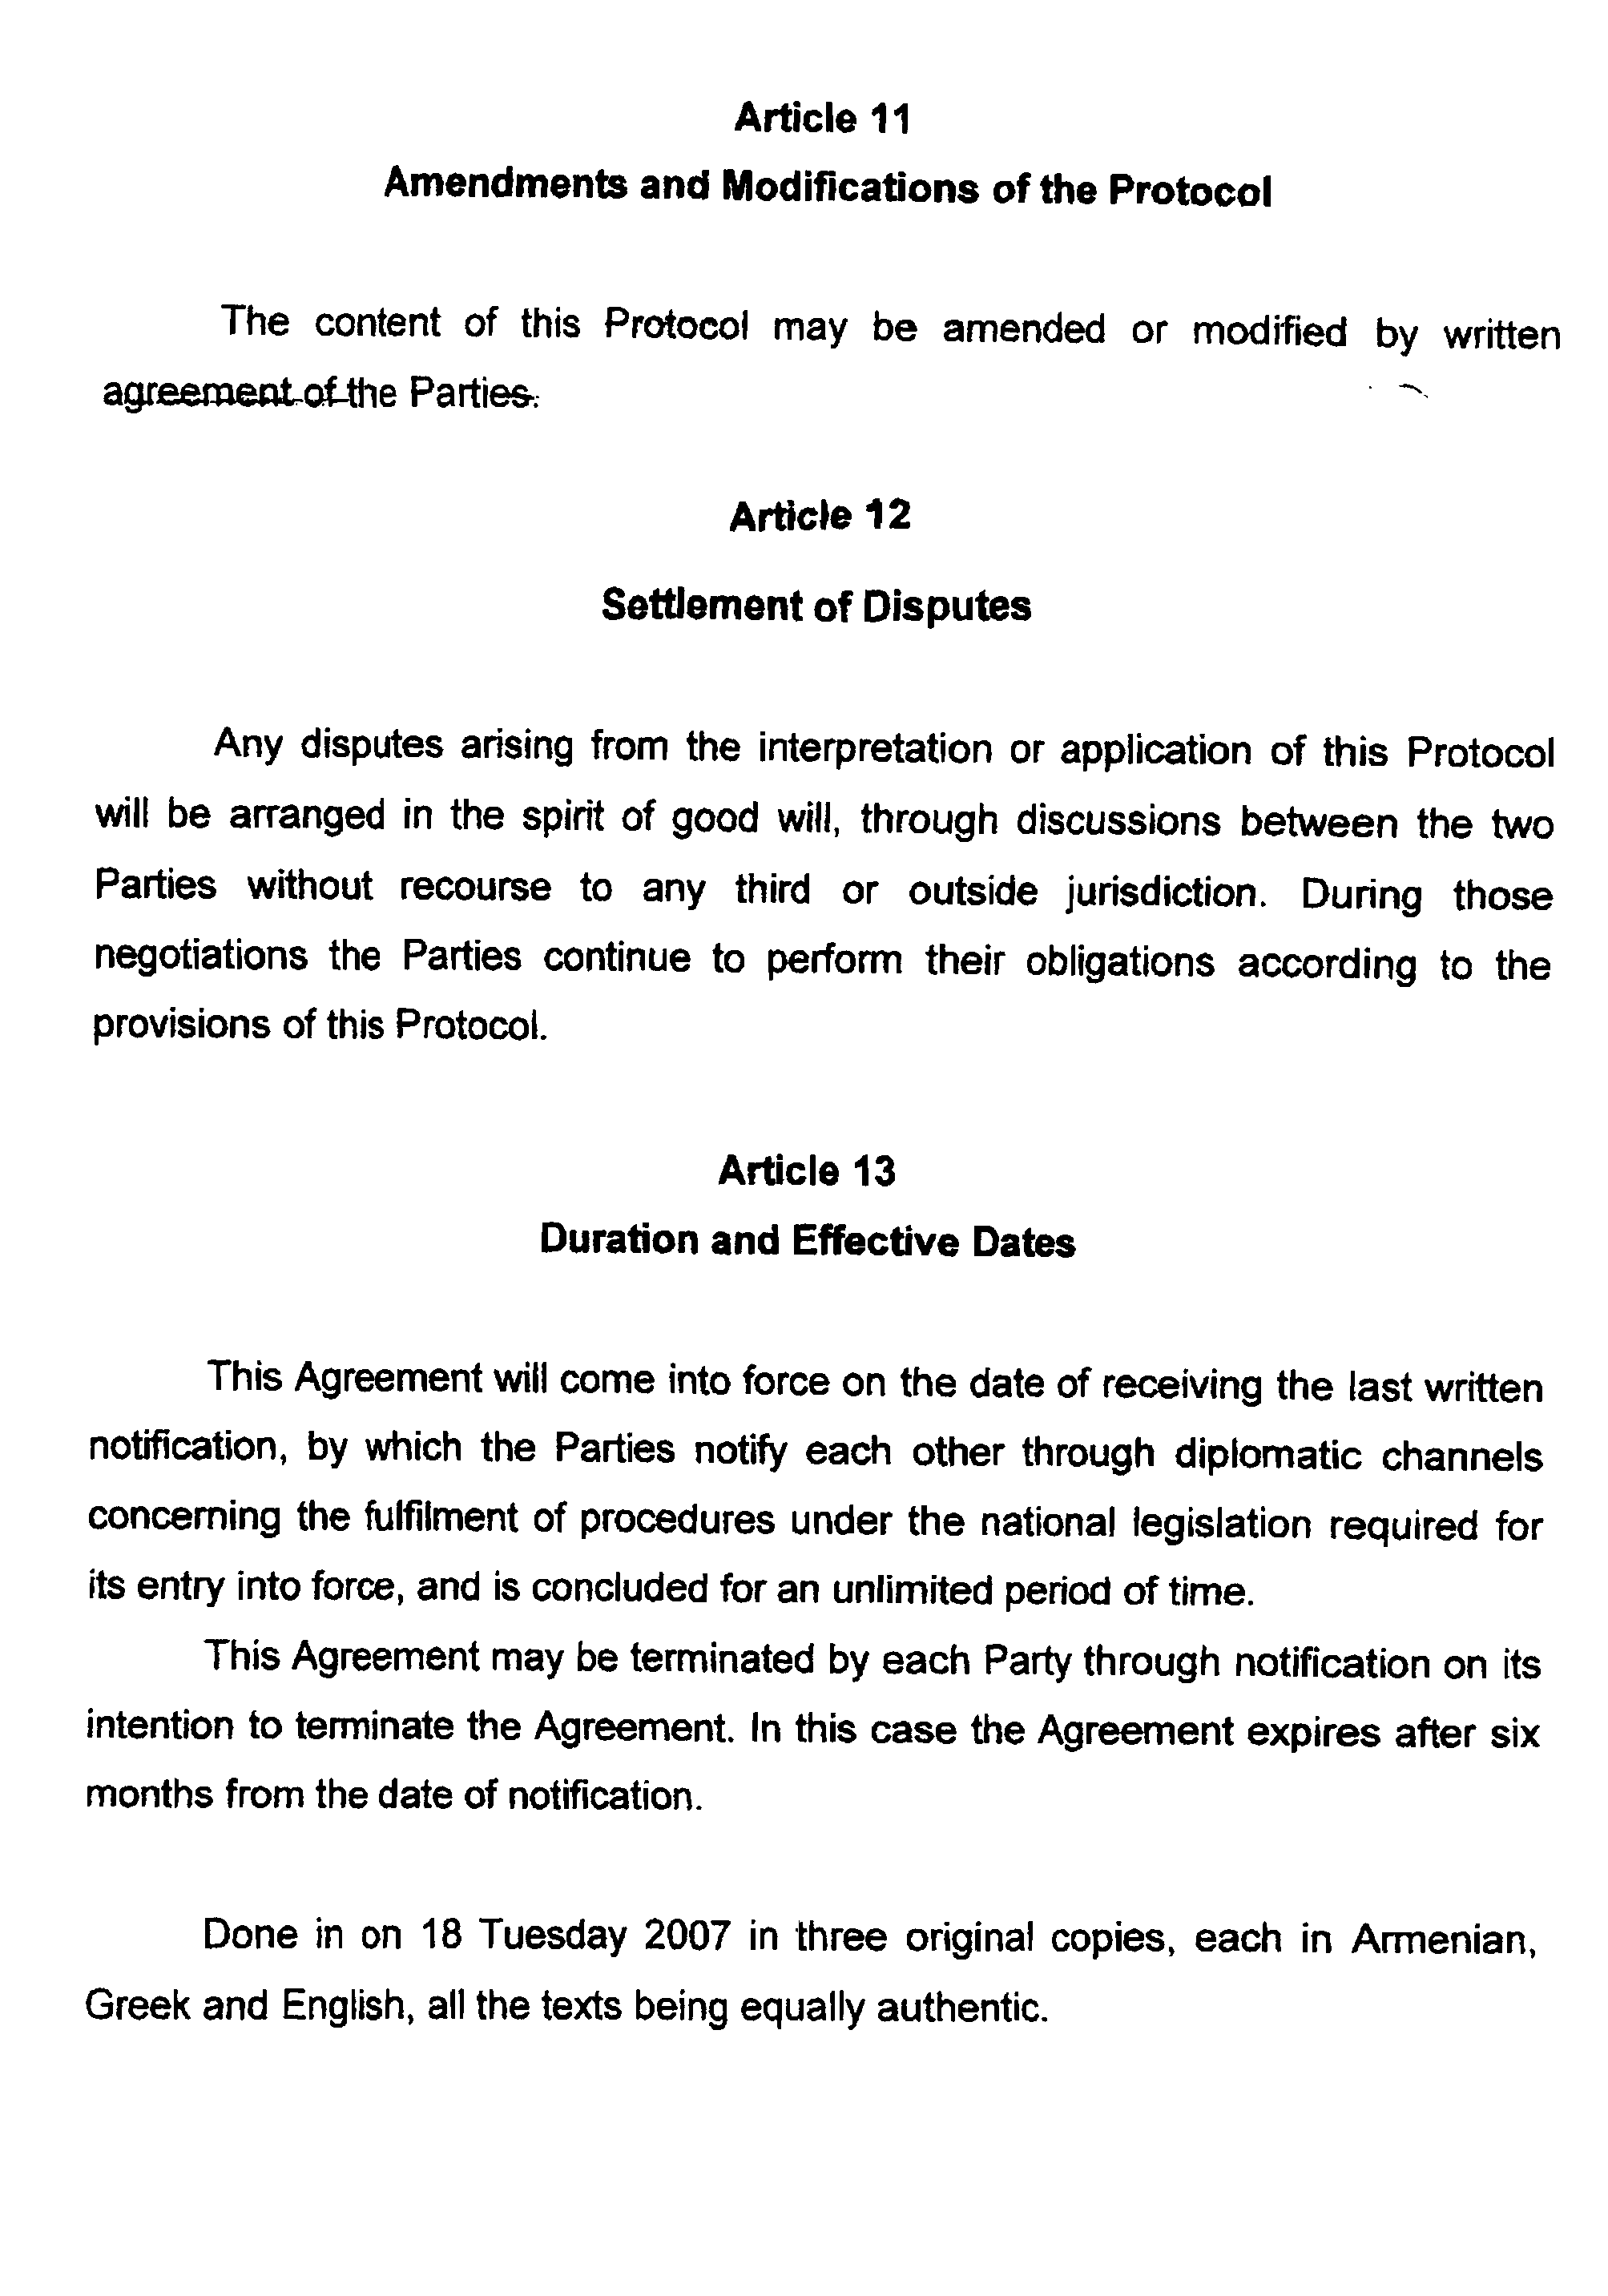 Article 11
Amendments and Modifications of the Protocol
The content of this Protocol may be amended or modified by written
agreement of the Parties.
Article 12
Settlement of Disputes
Any disputes arising from the interpretation or application of this Protocol
will be arranged in the spirit of good will, through discussions between the two
Parties without recourse to any third or outside jurisdiction. During those
negotiations the Parties continue to perform their obligations according to the
provisions of this Protocol.
Article 13
Duration and Effective Dates
This Agreement will come into force on the date of receiving the last written
notification, by which the Parties notify each other through diplomatic channels
concerning the fulfilment of procedures under the national legislation required for
its entry into force, and is concluded for an unlimited period of time.
This Agreement may be terminated by each Party through notification on its
intention to terminate the Agreement. In this case the Agreement expires after six
months from the date of notification.
Done in on 18 Tuesday 2007 in three original copies, each in Armenian,
Greek and English, all the texts being equally authentic.